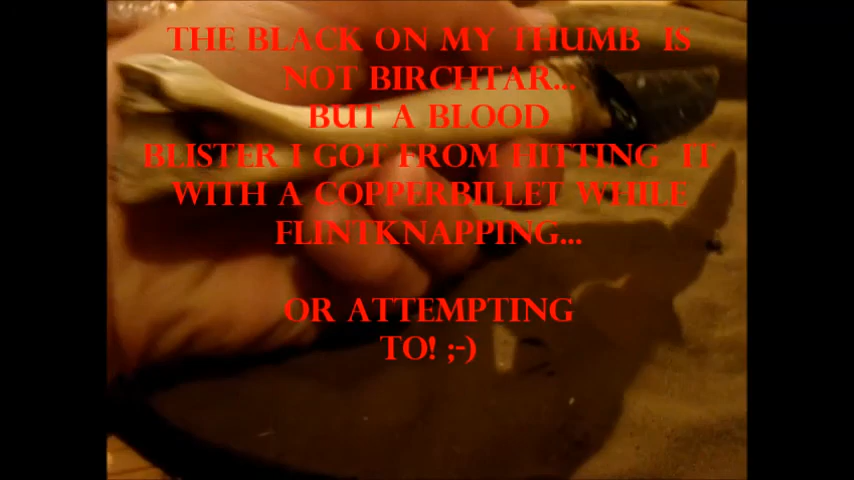 THE BLACK ON MY THUMB IS
NOT BIRCHTAR...
BUT A BLOOD
BLISTER I GOT FROM HITTING IT
WITH A COPPERBILLET WHILE
FLINTKNAPPING...
OR ATTEMPTING
TO! ;-)